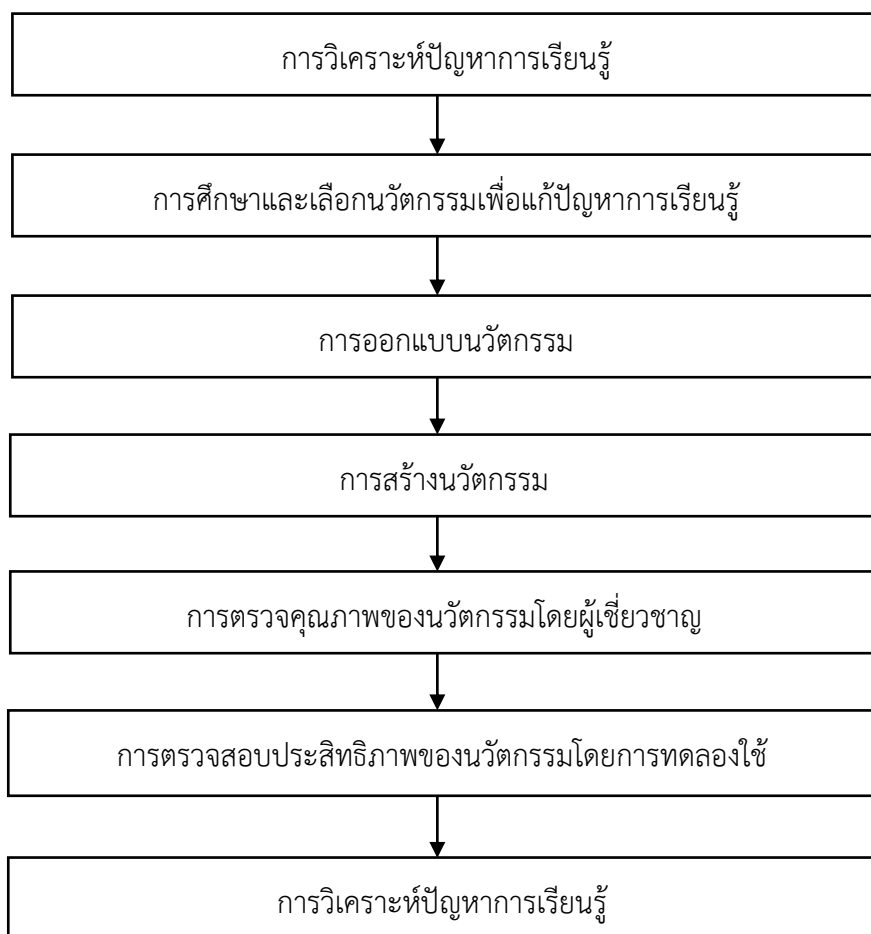 การวิเคราะห์ปัญหาการเรียนรู้
การศึกษาและเลือกนวัตกรรมเพื่อแก้ปัญหาการเรียนรู้
การออกแบบนวัตกรรม
การสร้างนวัตกรรม
การตรวจคุณภาพของนวัตกรรมโดยผู้เชี่ยวชาญ
การตรวจสอบประสิทธิภาพของนวัตกรรมโดยการทดลองใช้
การวิเคราะห์ปัญหาการเรียนรู้